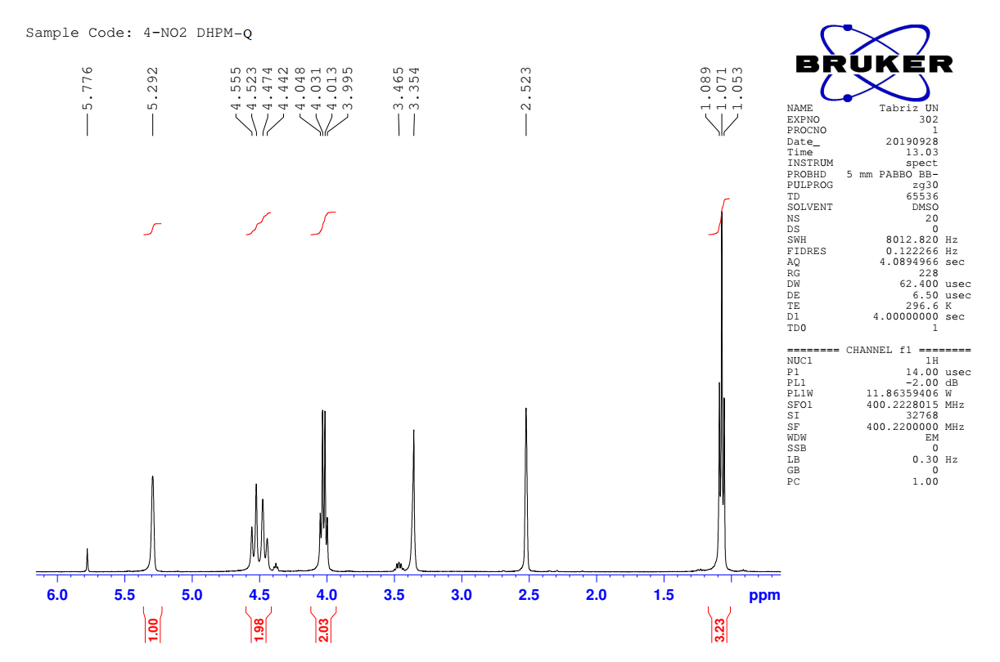 Sample Code: 4-NO2 DHPM-Q
BRUKER
5.776
5.292
4.555
4.523
4.474
4.442
4.048
4.031
4.013
3.995
3.465
3.354
2.523
1.089
1.071
1.053
NAME Tabriz UN
EXPNO 302
PROCNO 1
Date_ 20190928
Time 13.03
INSTRUM spect
PROBHD 5 mm PABBO BB-
PULPROG zg30
TD 65536
SOLVENT DMSO
NS 20
DS 0
SWH 8012.820 Hz
FIDRES 0.122266 Hz
AQ 4.0894966 sec
RG 228
DW 62.400 usec
DE 6.50 usec
TE 296.6 K
D1 4.00000000 sec
TD0 1
======== CHANNEL f1 ========
NUC1 1H
P1 14.00 usec
PL1 -2.00 dB
PL1W 11.86359406 W
SFO1 400.2228015 MHz
SI 32768
SF 400.2200000 MHz
WDW EM
SSB 0
LB 0.30 Hz
GB 0
PC 1.00
6.0 5.5 5.0 4.5 4.0 3.5 3.0 2.5 2.0 1.5 ppm
1.00
1.98
2.03
3.23